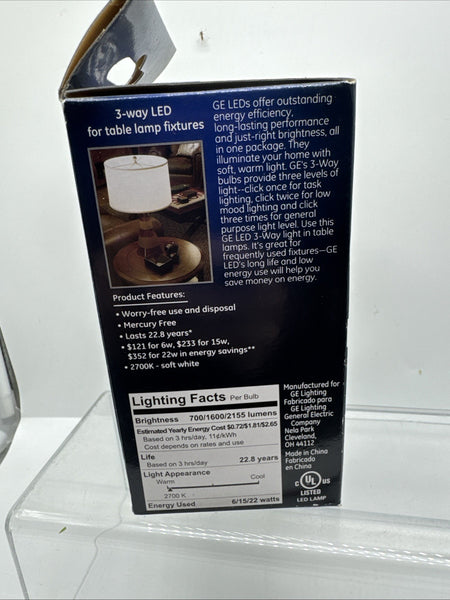 3-way LED
for table lamp fixtures
GE LEDs offer outstanding
energy efficiency,
long-lasting performance
and just-right brightness, all
in one package. They
illuminate your home with
soft, warm light. GE's 3-Way
bulbs provide three levels of
light--click once for task
lighting, click twice for low
mood lighting and click
three times for general
purpose light level. Use this
GE LED 3-Way light in table
lamps. It's great for
frequently used fixtures—GE
LED's long life and low
energy use will help you
save money on energy.
Product Features:
• Worry-free use and disposal
• Mercury Free
• Lasts 22.8 years*
• $121 for 6w, $233 for 15w,
$352 for 22w in energy savings**
• 2700K - soft white
Lighting Facts Per Bulb
Brightness 700/1600/2155 lumens
Estimated Yearly Energy Cost $0.72/$1.81/$2.65
Based on 3 hrs/day, 11¢/kWh
Cost depends on rates and use
Life
Based on 3 hrs/day 22.8 years
Light Appearance
Warm Cool
2700 K
Energy Used 6/15/22 watts
Manufactured for
GE Lighting
Fabricado para
GE Lighting
General Electric
Company
Nela Park
Cleveland,
OH 44112
Made in China
Fabricado
en China
C UL US
LISTED
LED LAMP